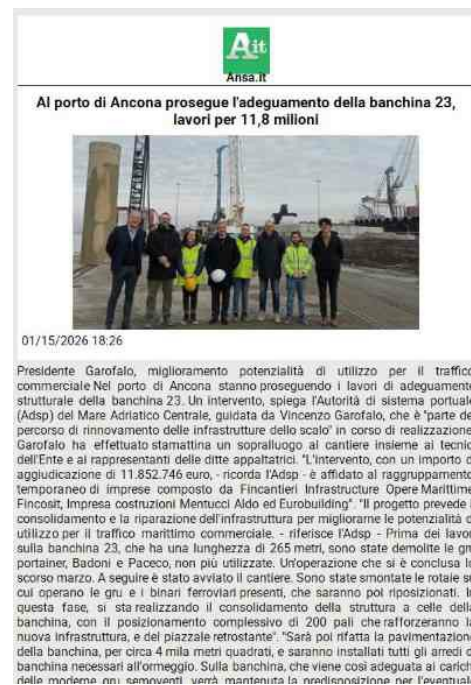 Ait
Ansa.it
Al porto di Ancona prosegue l'adeguamento della banchina 23,
lavori per 11,8 milioni
01/15/2026 18:26
Presidente Garofalo, miglioramento potenzialità di utilizzo per il traffico
commerciale Nel porto di Ancona stanno proseguendo i lavori di adeguamento
strutturale della banchina 23. Un intervento, spiega l'Autorità di sistema portuale
(Adsp) del Mare Adriatico Centrale, guidata da Vincenzo Garofalo, che è "parte del
percorso di rinnovamento delle infrastrutture dello scalo" in corso di realizzazione.
Garofalo ha effettuato stamattina un sopralluogo al cantiere insieme ai tecnici
dell'Ente e ai rappresentanti delle ditte appaltatrici. "L'intervento, con un importo di
aggiudicazione di 11.852.746 euro, - ricorda l'Adsp - è affidato al raggruppamento
temporaneo di imprese composto da Fincantieri Infrastructure Opere Marittime,
Fincosit, Impresa costruzioni Mentucci Aldo ed Eurobuilding". "Il progetto prevede il
consolidamento e la riparazione dell'infrastruttura per migliorarne le potenzialità di
utilizzo per il traffico marittimo commerciale. - riferisce l'Adsp - Prima dei lavori
sulla banchina 23, che ha una lunghezza di 265 metri, sono state demolite le gru
portainer, Badoni e Paceco, non più utilizzate. Un'operazione che si è conclusa lo
scorso marzo. A seguire è stato avviato il cantiere. Sono state smontate le rotaie su
cui operano le gru e i binari ferroviari presenti, che saranno poi riposizionati. In
questa fase, si sta realizzando il consolidamento della struttura a celle della
banchina, con il posizionamento complessivo di 200 pali che rafforzeranno la
nuova infrastruttura, e del piazzale retrostante". "Sarà poi rifatta la pavimentazione
della banchina, per circa 4 mila metri quadrati, e saranno installati tutti gli arredi di
banchina necessari all'ormeggio. Sulla banchina, che viene così adeguata ai carichi
delle moderne gru semoventi, verrà mantenuta la predisposizione per l'eventuale